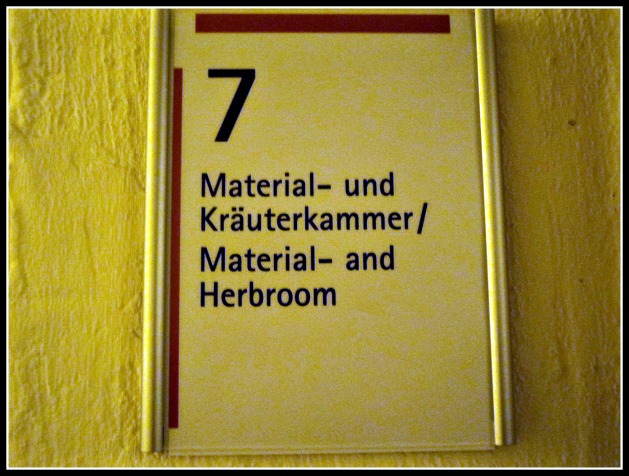 7
Material- und
Kräuterkammer/
Material- and
Herbroom